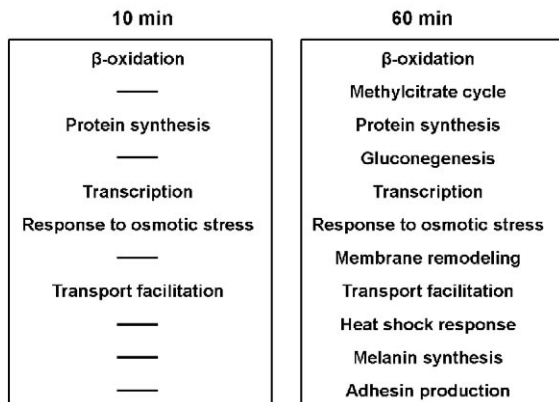 10 min
β-oxidation
Protein synthesis
Transcription
Response to osmotic stress
Transport facilitation
60 min
β-oxidation
Methylcitrate cycle
Protein synthesis
Gluconegenesis
Transcription
Response to osmotic stress
Membrane remodeling
Transport facilitation
Heat shock response
Melanin synthesis
Adhesin production